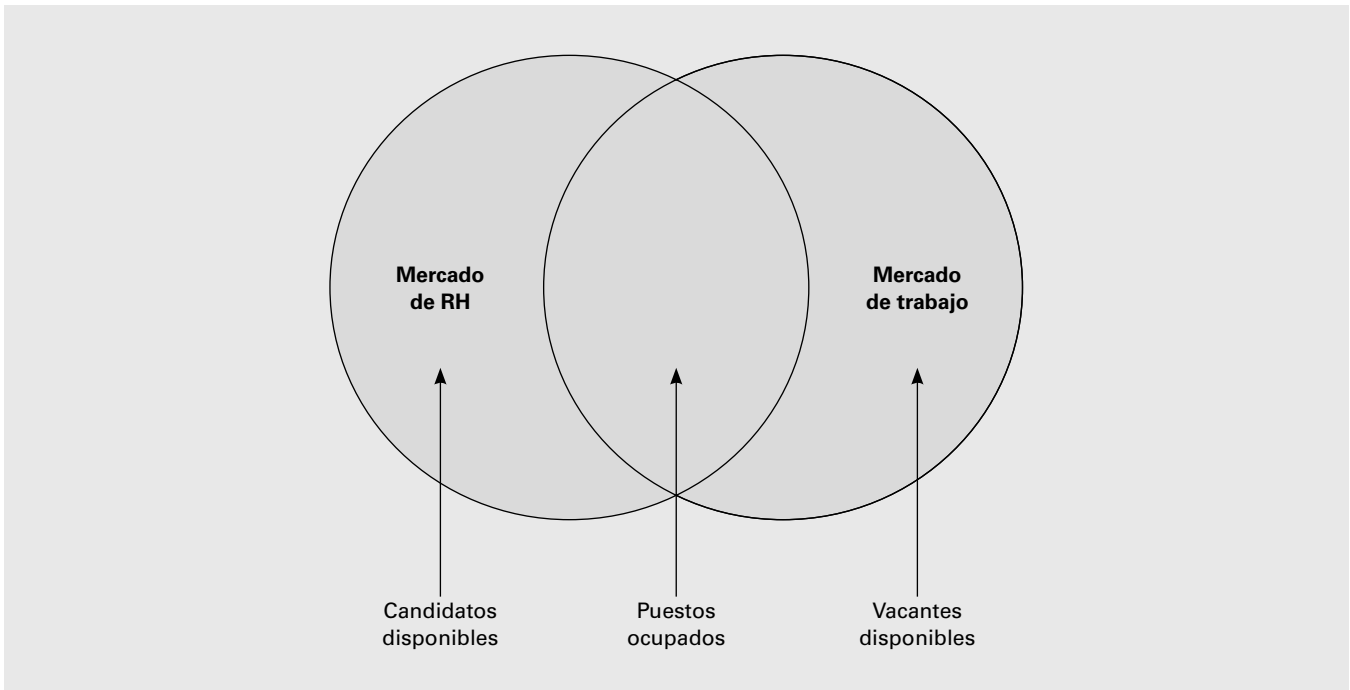 Mercado
de RH
Mercado
de trabajo
Candidatos
disponibles
Puestos
ocupados
Vacantes
disponibles